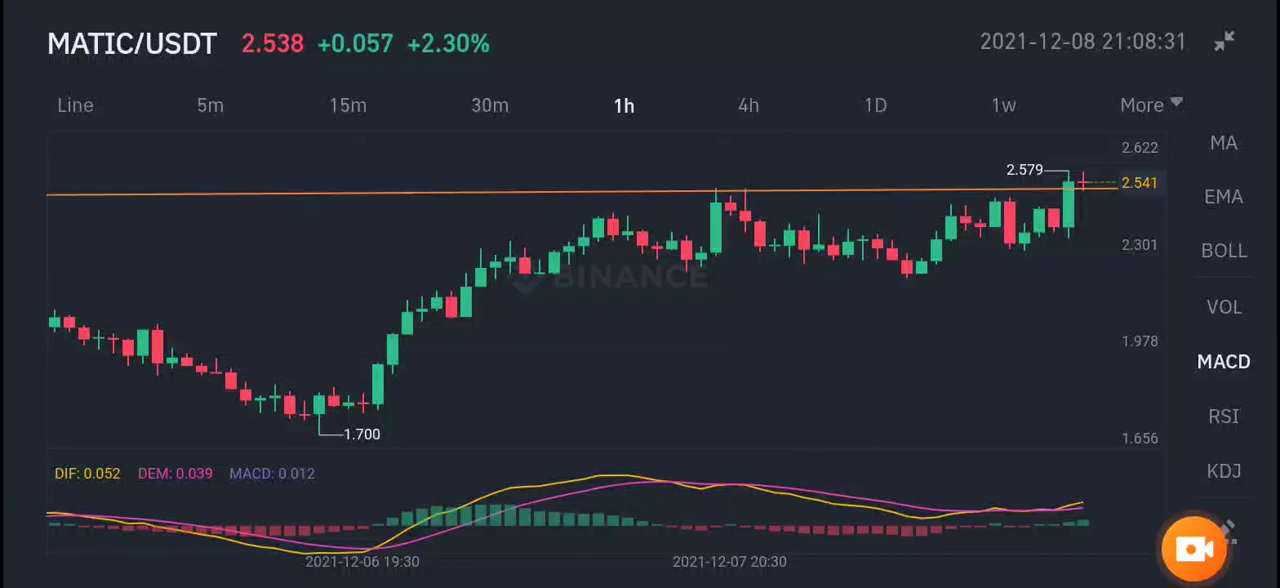 MATIC/USDT 2.538 +0.057 +2.30% 2021-12-08 21:08:31
Line 5m 15m 30m 1h 4h 1D 1w More
MA
2.622
2.579
2.541
EMA
2.301
BOLL
BINANCE
VOL
1.978
MACD
RSI
1.700
1.656
DIF: 0.052 DEM: 0.039 MACD: 0.012
KDJ
2021-12-06 19:30 2021-12-07 20:30